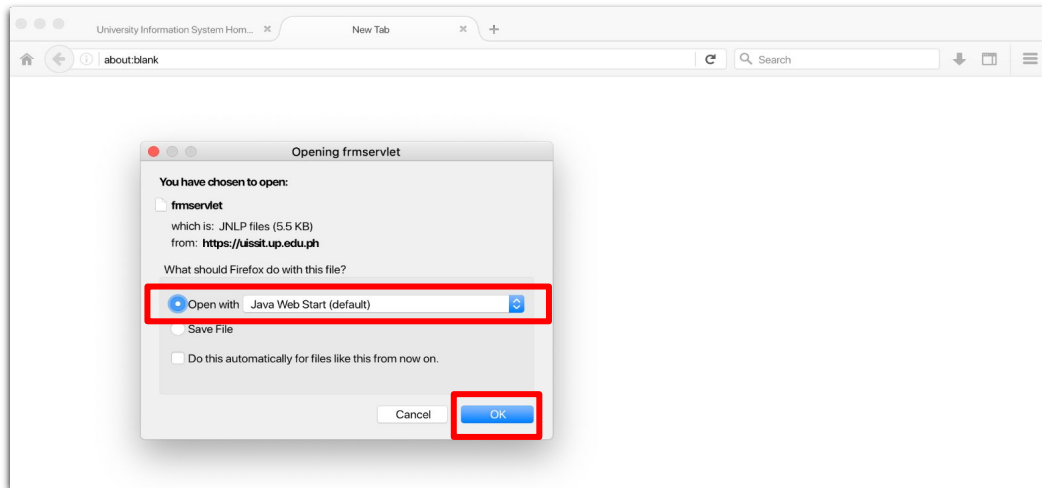 University Information System Hom...
New Tab
about:blank
Search
Opening frmservlet
You have chosen to open:
frmservlet
which is: JNLP files (5.5 KB)
from: https://uissit.up.edu.ph
What should Firefox do with this file?
Open with Java Web Start (default)
Save File
Do this automatically for files like this from now on.
Cancel OK